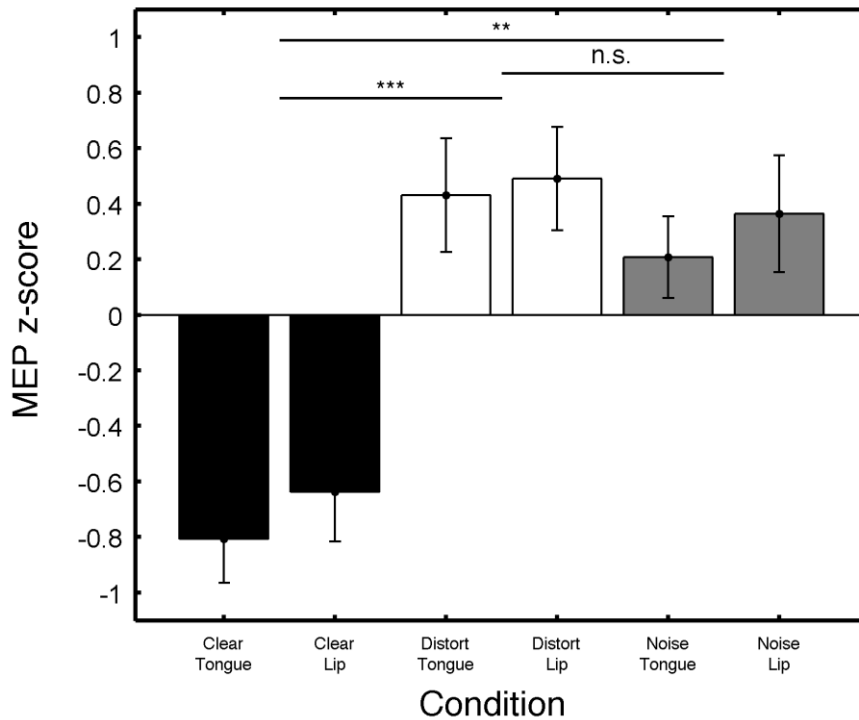 **
n.s.
***
1
0.8
0.6
0.4
0.2
0
-0.2
-0.4
-0.6
-0.8
-1
MEP z-score
Clear Tongue
Clear Lip
Distort Tongue
Distort Lip
Noise Tongue
Noise Lip
Condition